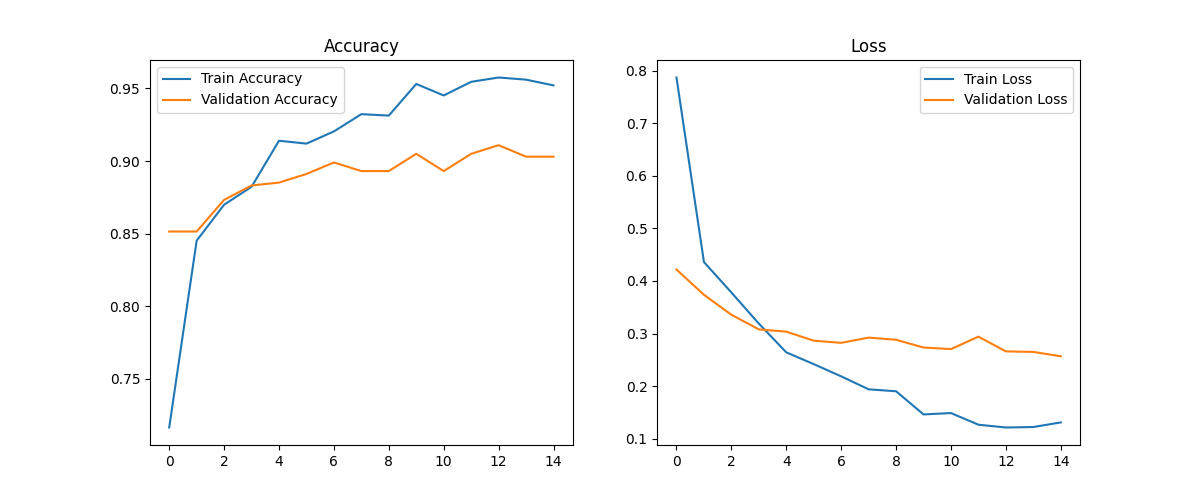 Accuracy
Train Accuracy
Validation Accuracy
0.95
0.90
0.85
0.80
0.75
0 2 4 6 8 10 12 14
Loss
Train Loss
Validation Loss
0.8
0.7
0.6
0.5
0.4
0.3
0.2
0.1
0 2 4 6 8 10 12 14